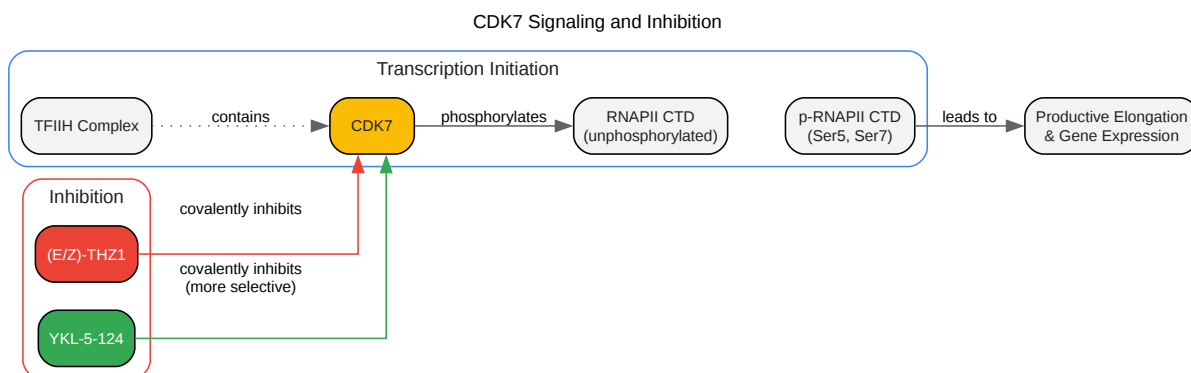 CDK7 Signaling and Inhibition
Transcription Initiation
TFIIH Complex
contains
CDK7
phosphorylates
RNAPII CTD
(unphosphorylated)
p-RNAPII CTD
(Ser5, Ser7)
leads to
Productive Elongation
& Gene Expression
Inhibition
covalently inhibits
(E/Z)-THZ1
covalently inhibits
(more selective)
YKL-5-124